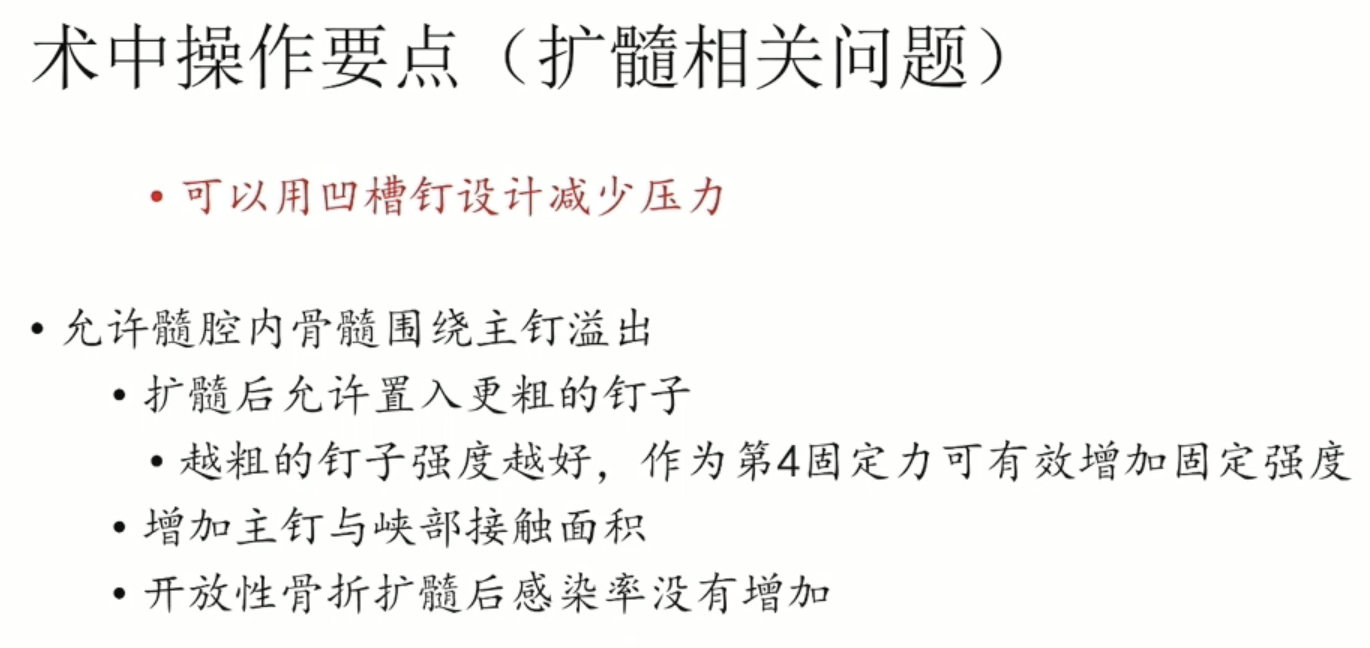 术中操作要点（扩髓相关问题）
• 可以用凹槽钉设计减少压力
• 允许髓腔内骨髓围绕主钉溢出
• 扩髓后允许置入更粗的钉子
• 越粗的钉子强度越好，作为第4固定力可有效增加固定强度
• 增加主钉与峡部接触面积
• 开放性骨折扩髓后感染率没有增加